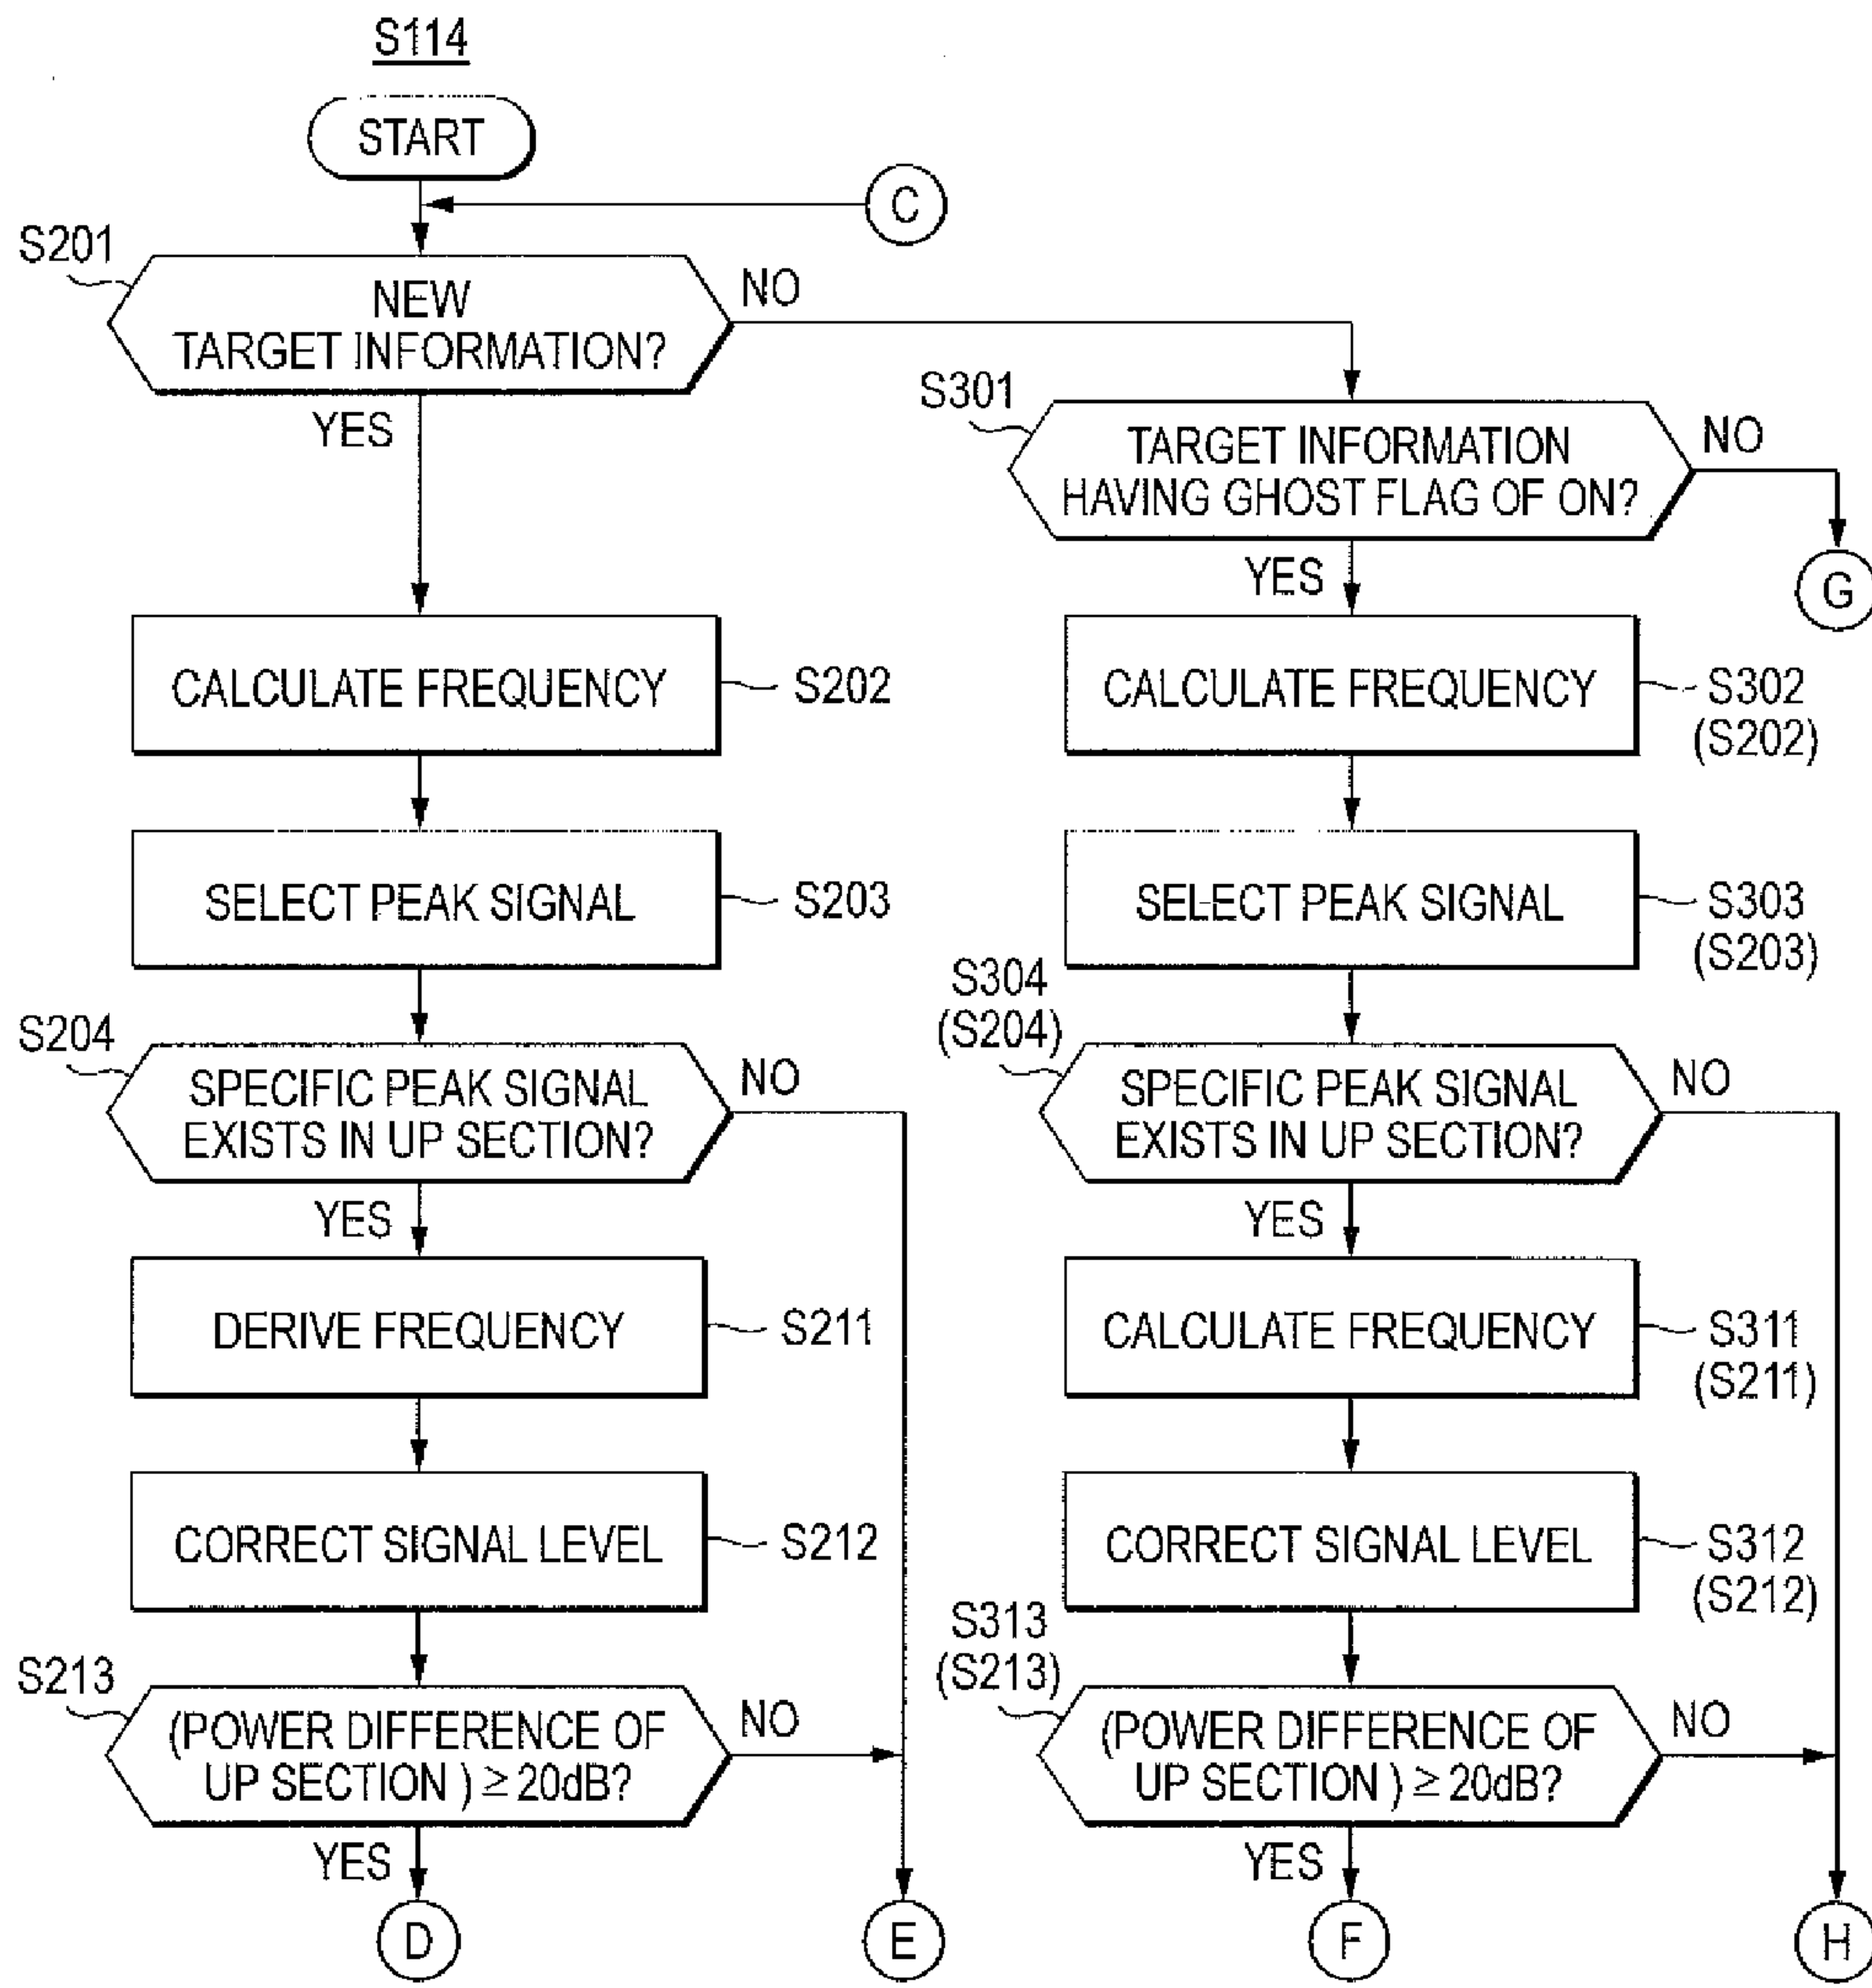 S114
START
C
S201
NEW
TARGET INFORMATION?
NO
YES
S301
TARGET INFORMATION
HAVING GHOST FLAG OF ON?
NO
YES
G
CALCULATE FREQUENCY
S202
CALCULATE FREQUENCY
S302
(S202)
SELECT PEAK SIGNAL
S203
SELECT PEAK SIGNAL
S303
(S203)
S204
SPECIFIC PEAK SIGNAL
EXISTS IN UP SECTION?
NO
YES
S304
(S204)
SPECIFIC PEAK SIGNAL
EXISTS IN UP SECTION?
NO
YES
DERIVE FREQUENCY
S211
CALCULATE FREQUENCY
S311
(S211)
CORRECT SIGNAL LEVEL
S212
CORRECT SIGNAL LEVEL
S312
(S212)
S213
(POWER DIFFERENCE OF
UP SECTION ) ≥ 20dB?
NO
YES
S313
(S213)
(POWER DIFFERENCE OF
UP SECTION ) ≥ 20dB?
NO
YES
D
E
F
H